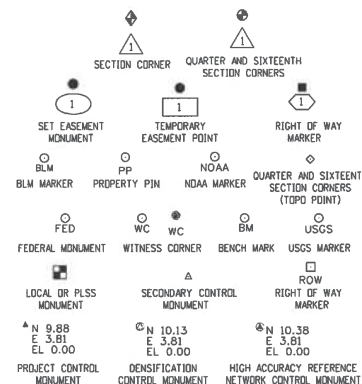 1 1
SECTION CORNER QUARTER AND SIXTEENTH
SECTION CORNERS
1 1 1
SET EASEMENT TEMPORARY RIGHT OF WAY
MONUMENT EASEMENT POINT MARKER
BLM PP NOAA
BLM MARKER PROPERTY PIN NOAA MARKER QUARTER AND SIXTEENT
SECTION CORNERS
(TOPO POINT)
FED WC WC BM USGS
FEDERAL MONUMENT WITNESS CORNER BENCH MARK USGS MARKER
ROW
LOCAL OR PLSS SECONDARY CONTROL RIGHT OF WAY
MONUMENT MONUMENT MARKER
N 9.88 N 10.13 N 10.38
E 3.81 E 3.81 E 3.81
EL 0.00 EL 0.00 EL 0.00
PROJECT CONTROL DENSIFICATION HIGH ACCURACY REFERENCE
MONUMENT CONTROL MONUMENT NETWORK CONTROL MONUMENT